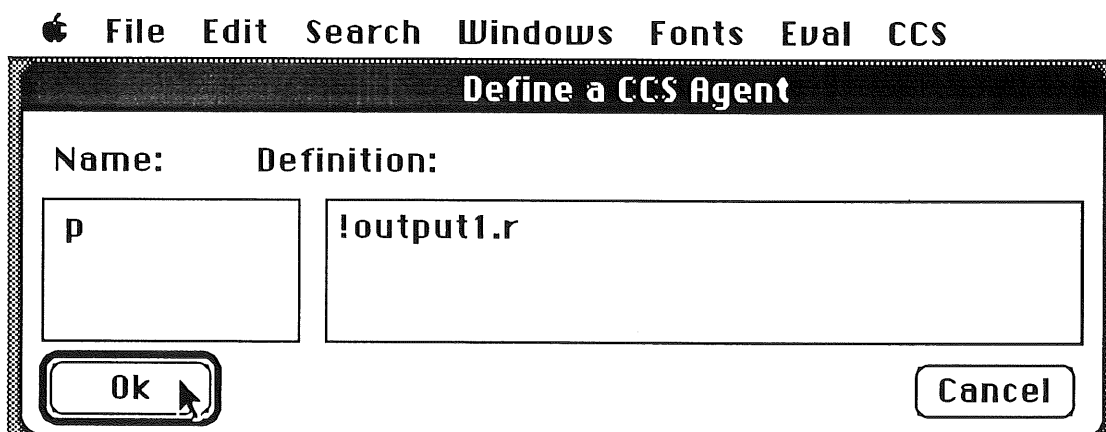 File Edit Search Windows Fonts Eval CCS
Define a CCS Agent
Name: Definition:
p !output1.r
Ok Cancel